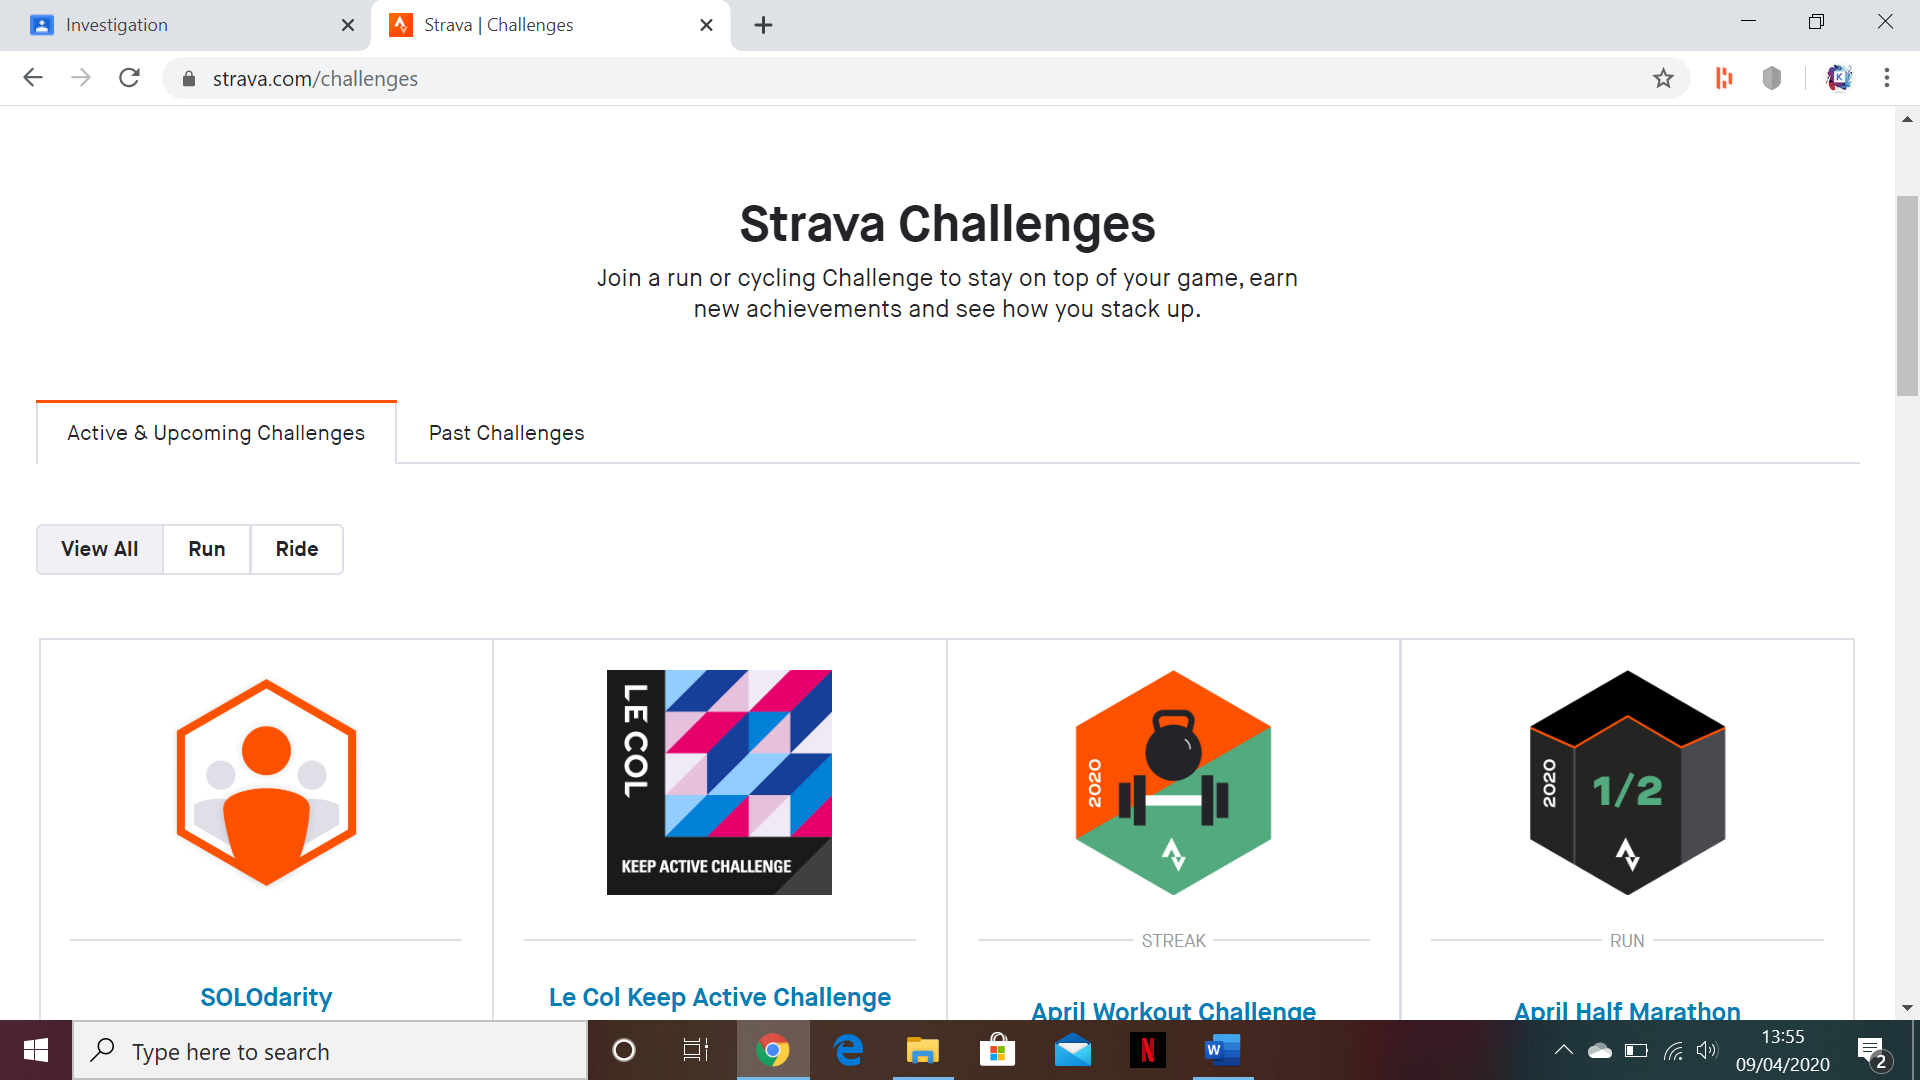 Investigation
Strava | Challenges
strava.com/challenges
K
Strava Challenges
Join a run or cycling Challenge to stay on top of your game, earn
new achievements and see how you stack up.
Active & Upcoming Challenges
Past Challenges
View All
Run
Ride
LE COL
KEEP ACTIVE CHALLENGE
2020
2020
1/2
STREAK
RUN
SOLOdarity
Le Col Keep Active Challenge
April Workout Challenge
April Half Marathon
Type here to search
N
W
13:55
09/04/2020
2